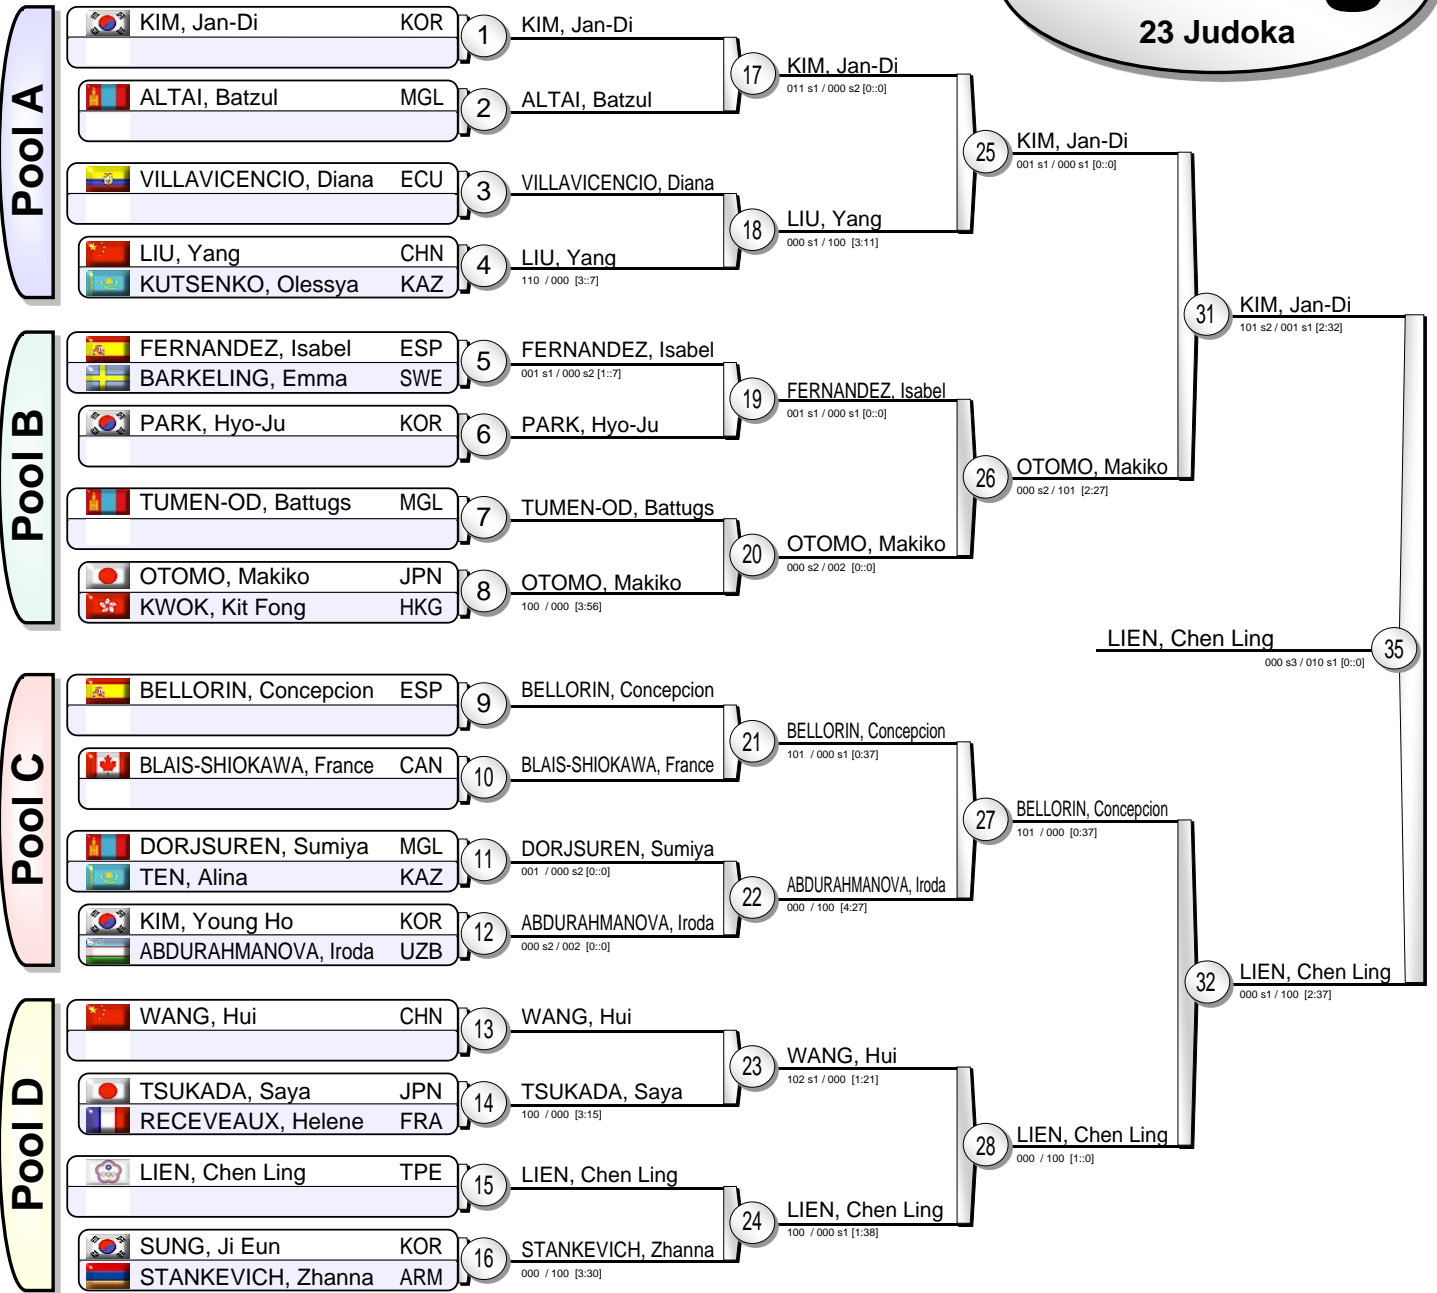 23 Judoka
Pool A
KIM, Jan-Di KOR
1
ALTAI, Batzul MGL
2
VILLAVICENCIO, Diana ECU
3
LIU, Yang CHN
KUTSENKO, Olessya KAZ
4
Pool B
FERNANDEZ, Isabel ESP
BARKELING, Emma SWE
5
PARK, Hyo-Ju KOR
6
TUMEN-OD, Battugs MGL
7
OTOMO, Makiko JPN
KWOK, Kit Fong HKG
8
Pool C
BELLORIN, Concepcion ESP
9
BLAIS-SHIOKAWA, France CAN
10
DORJSUREN, Sumiya MGL
TEN, Alina KAZ
11
KIM, Young Ho KOR
ABDURAHMANOVA, Iroda UZB
12
Pool D
WANG, Hui CHN
13
TSUKADA, Saya JPN
RECEVEAUX, Helene FRA
14
LIEN, Chen Ling TPE
15
SUNG, Ji Eun KOR
STANKEVICH, Zhanna ARM
16
KIM, Jan-Di
ALTAI, Batzul
17
VILLAVICENCIO, Diana
LIU, Yang
110 / 000 [3::7]
18
FERNANDEZ, Isabel
001 s1 / 000 s2 [1::7]
PARK, Hyo-Ju
19
TUMEN-OD, Battugs
OTOMO, Makiko
100 / 000 [3:56]
20
BELLORIN, Concepcion
BLAIS-SHIOKAWA, France
21
DORJSUREN, Sumiya
001 / 000 s2 [0::0]
ABDURAHMANOVA, Iroda
000 s2 / 002 [0::0]
22
WANG, Hui
TSUKADA, Saya
100 / 000 [3:15]
23
LIEN, Chen Ling
STANKEVICH, Zhanna
000 / 100 [3:30]
24
KIM, Jan-Di
011 s1 / 000 s2 [0::0]
LIU, Yang
000 s1 / 100 [3:11]
25
FERNANDEZ, Isabel
001 s1 / 000 s1 [0::0]
OTOMO, Makiko
000 s2 / 002 [0::0]
26
BELLORIN, Concepcion
101 / 000 s1 [0:37]
ABDURAHMANOVA, Iroda
000 / 100 [4:27]
27
WANG, Hui
102 s1 / 000 [1:21]
LIEN, Chen Ling
100 / 000 s1 [1:38]
28
KIM, Jan-Di
001 s1 / 000 s1 [0::0]
OTOMO, Makiko
000 s2 / 101 [2:27]
31
BELLORIN, Concepcion
101 / 000 [0:37]
LIEN, Chen Ling
000 / 100 [1::0]
32
KIM, Jan-Di
101 s2 / 001 s1 [2:32]
LIEN, Chen Ling
000 s1 / 100 [2:37]
LIEN, Chen Ling
000 s3 / 010 s1 [0::0]
35